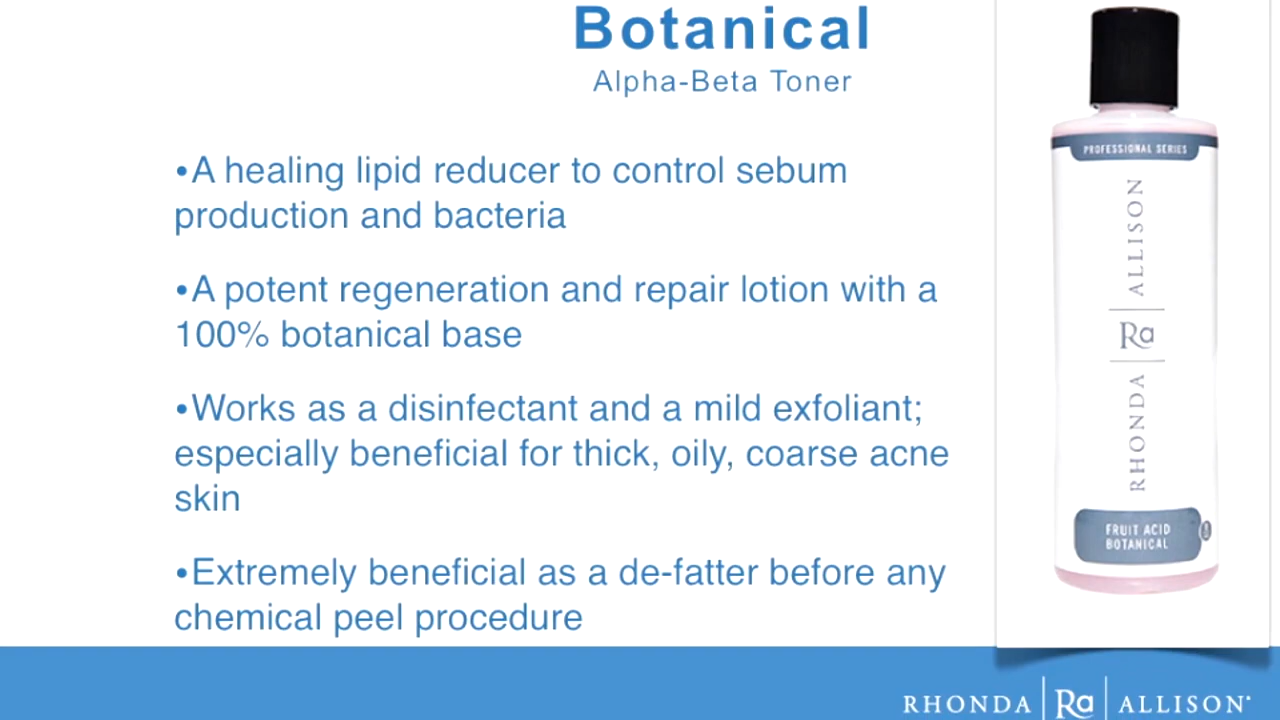 Botanical
Alpha-Beta Toner
•A healing lipid reducer to control sebum
production and bacteria
•A potent regeneration and repair lotion with a
100% botanical base
•Works as a disinfectant and a mild exfoliant;
especially beneficial for thick, oily, coarse acne
skin
•Extremely beneficial as a de-fatter before any
chemical peel procedure
PROFESSIONAL SERIES
RHONDA Ra ALLISON
FRUIT ACID
BOTANICAL
RHONDA Ra ALLISON